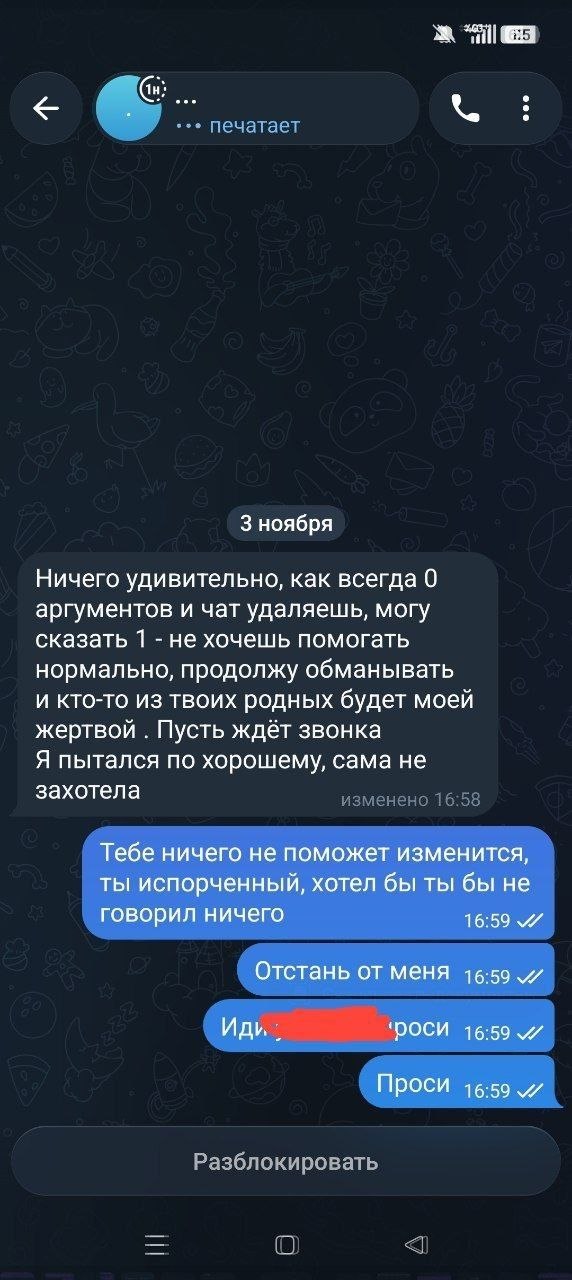 1н
...
печатает
3 ноября
Ничего удивительно, как всегда 0
аргументов и чат удаляешь, могу
сказать 1 - не хочешь помогать
нормально, продолжу обманывать
и кто-то из твоих родных будет моей
жертвой . Пусть ждёт звонка
Я пытался по хорошему, сама не
захотела
изменено 16:58
Тебе ничего не поможет изменится,
ты испорченный, хотел бы ты бы не
говорил ничего
16:59
Отстань от меня 16:59
16:59
Проси 16:59
Разблокировать